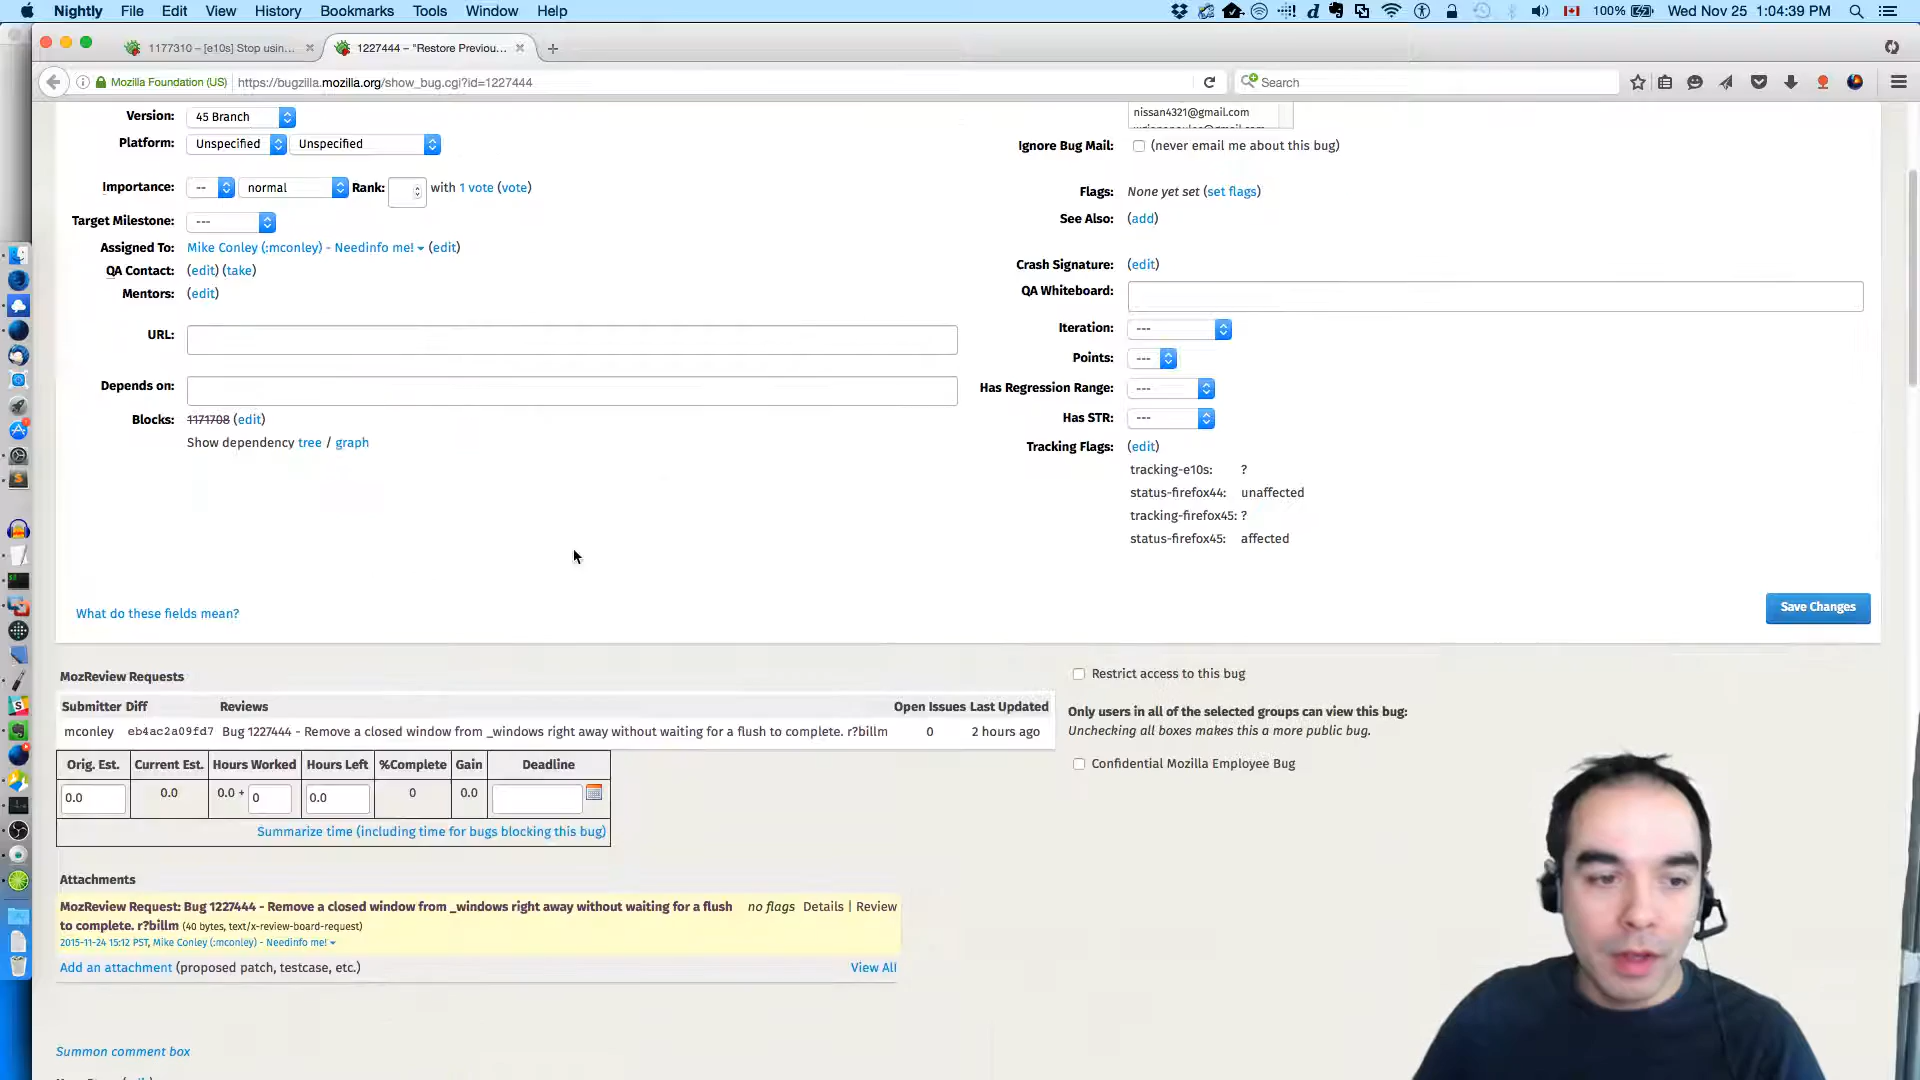 Nightly File Edit View History Bookmarks Tools Window Help 100% Wed Nov 25 1:04:39 PM
1177310 – [e10s] Stop usin...
1227444 – "Restore Previou...
Mozilla Foundation (US) https://bugzilla.mozilla.org/show_bug.cgi?id=1227444 Search
Version: 45 Branch
Platform: Unspecified Unspecified
Importance: -- normal Rank: with 1 vote (vote)
Target Milestone: ---
Assigned To: Mike Conley (:mconley) - Needinfo me! (edit)
QA Contact: (edit) (take)
Mentors: (edit)
URL:
Depends on:
Blocks: 1171708 (edit)
Show dependency tree / graph
What do these fields mean?
nissan4321@gmail.com
Ignore Bug Mail: (never email me about this bug)
Flags: None yet set (set flags)
See Also: (add)
Crash Signature: (edit)
QA Whiteboard:
Iteration: ---
Points: ---
Has Regression Range: ---
Has STR: ---
Tracking Flags: (edit)
tracking-e10s: ?
status-firefox44: unaffected
tracking-firefox45: ?
status-firefox45: affected
Save Changes
MozReview Requests
Submitter Diff Reviews Open Issues Last Updated
mconley eb4ac2a09fd7 Bug 1227444 - Remove a closed window from _windows right away without waiting for a flush to complete. r?billm 0 2 hours ago
Orig. Est. Current Est. Hours Worked Hours Left %Complete Gain Deadline
0.0 0.0 0.0 + 0 0.0 0 0.0
Summarize time (including time for bugs blocking this bug)
Restrict access to this bug
Only users in all of the selected groups can view this bug:
Unchecking all boxes makes this a more public bug.
Confidential Mozilla Employee Bug
Attachments
MozReview Request: Bug 1227444 - Remove a closed window from _windows right away without waiting for a flush no flags Details | Review
to complete. r?billm (40 bytes, text/x-review-board-request)
2015-11-24 15:12 PST, Mike Conley (:mconley) - Needinfo me!
Add an attachment (proposed patch, testcase, etc.) View All
Summon comment box